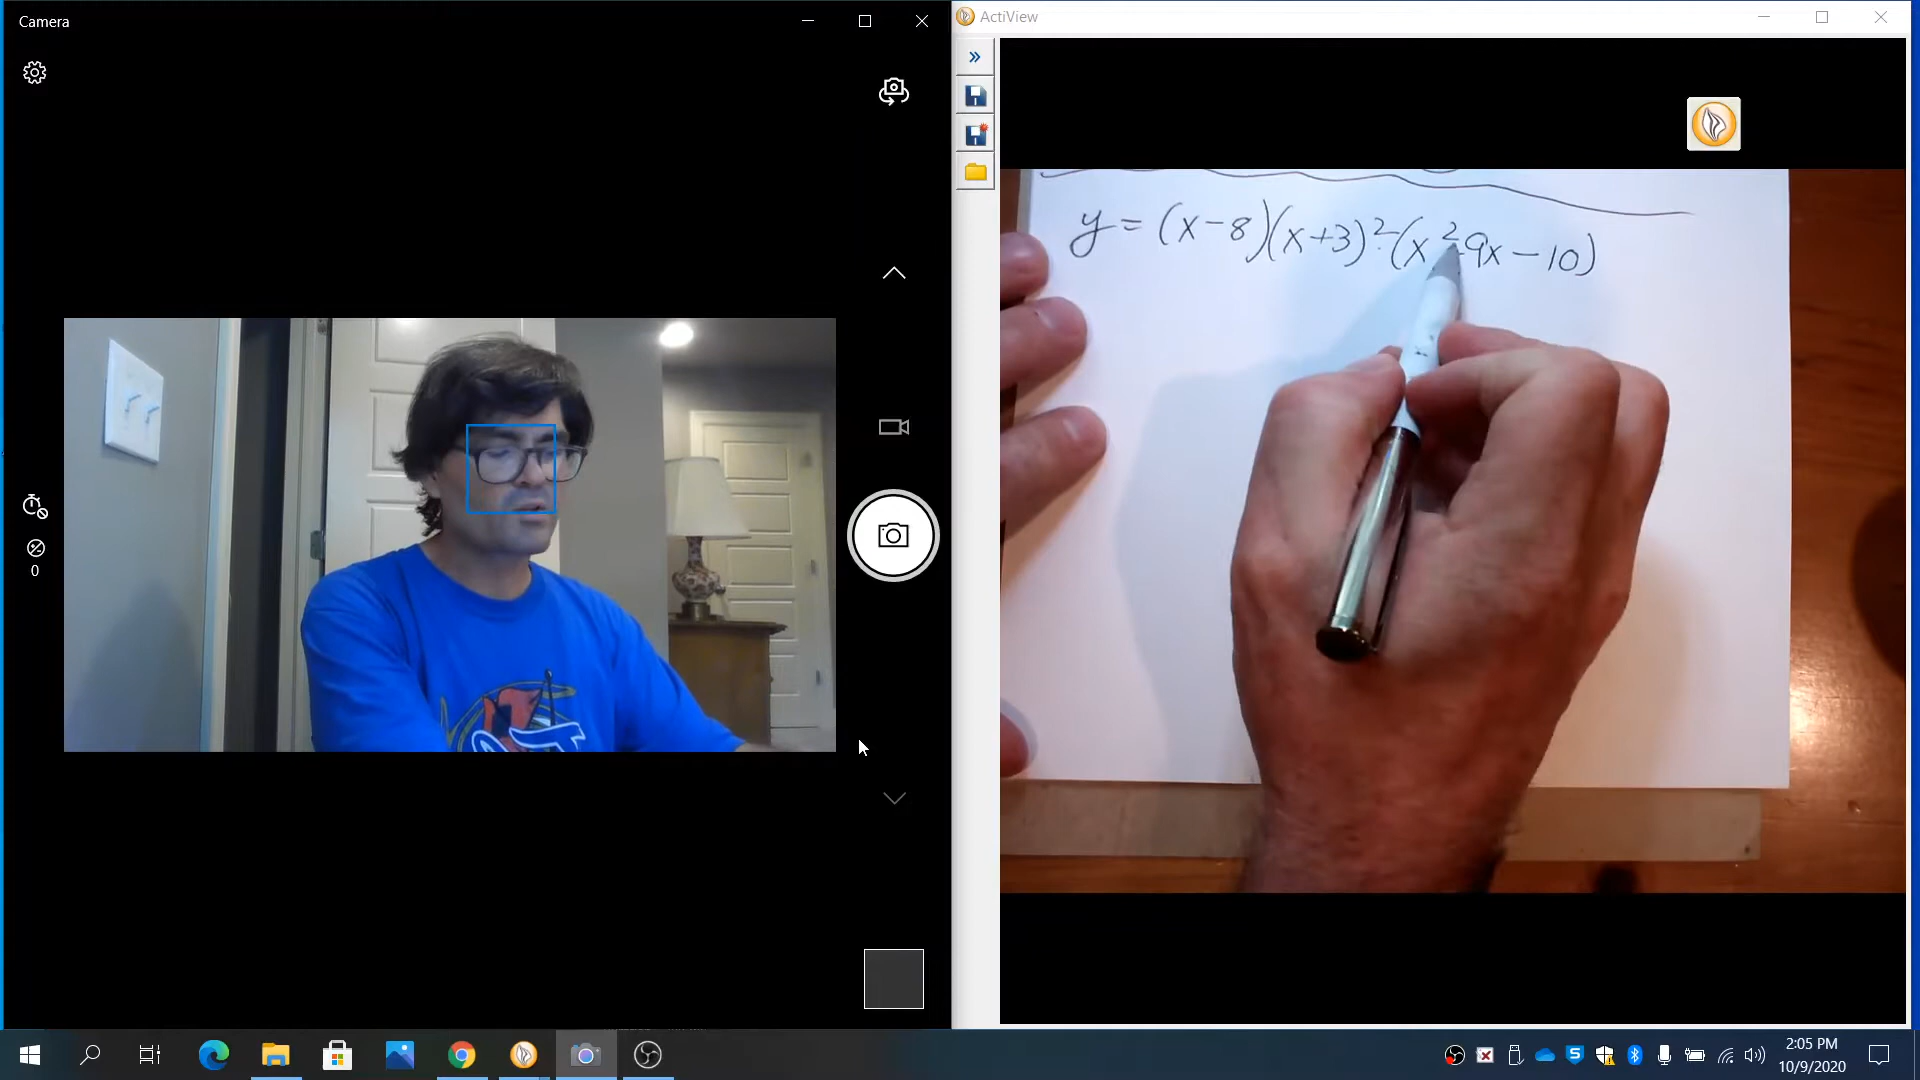 Camera
ActiView
y = (x-8)(x+3)²·(x²-9x-10)
0
2:05 PM
10/9/2020